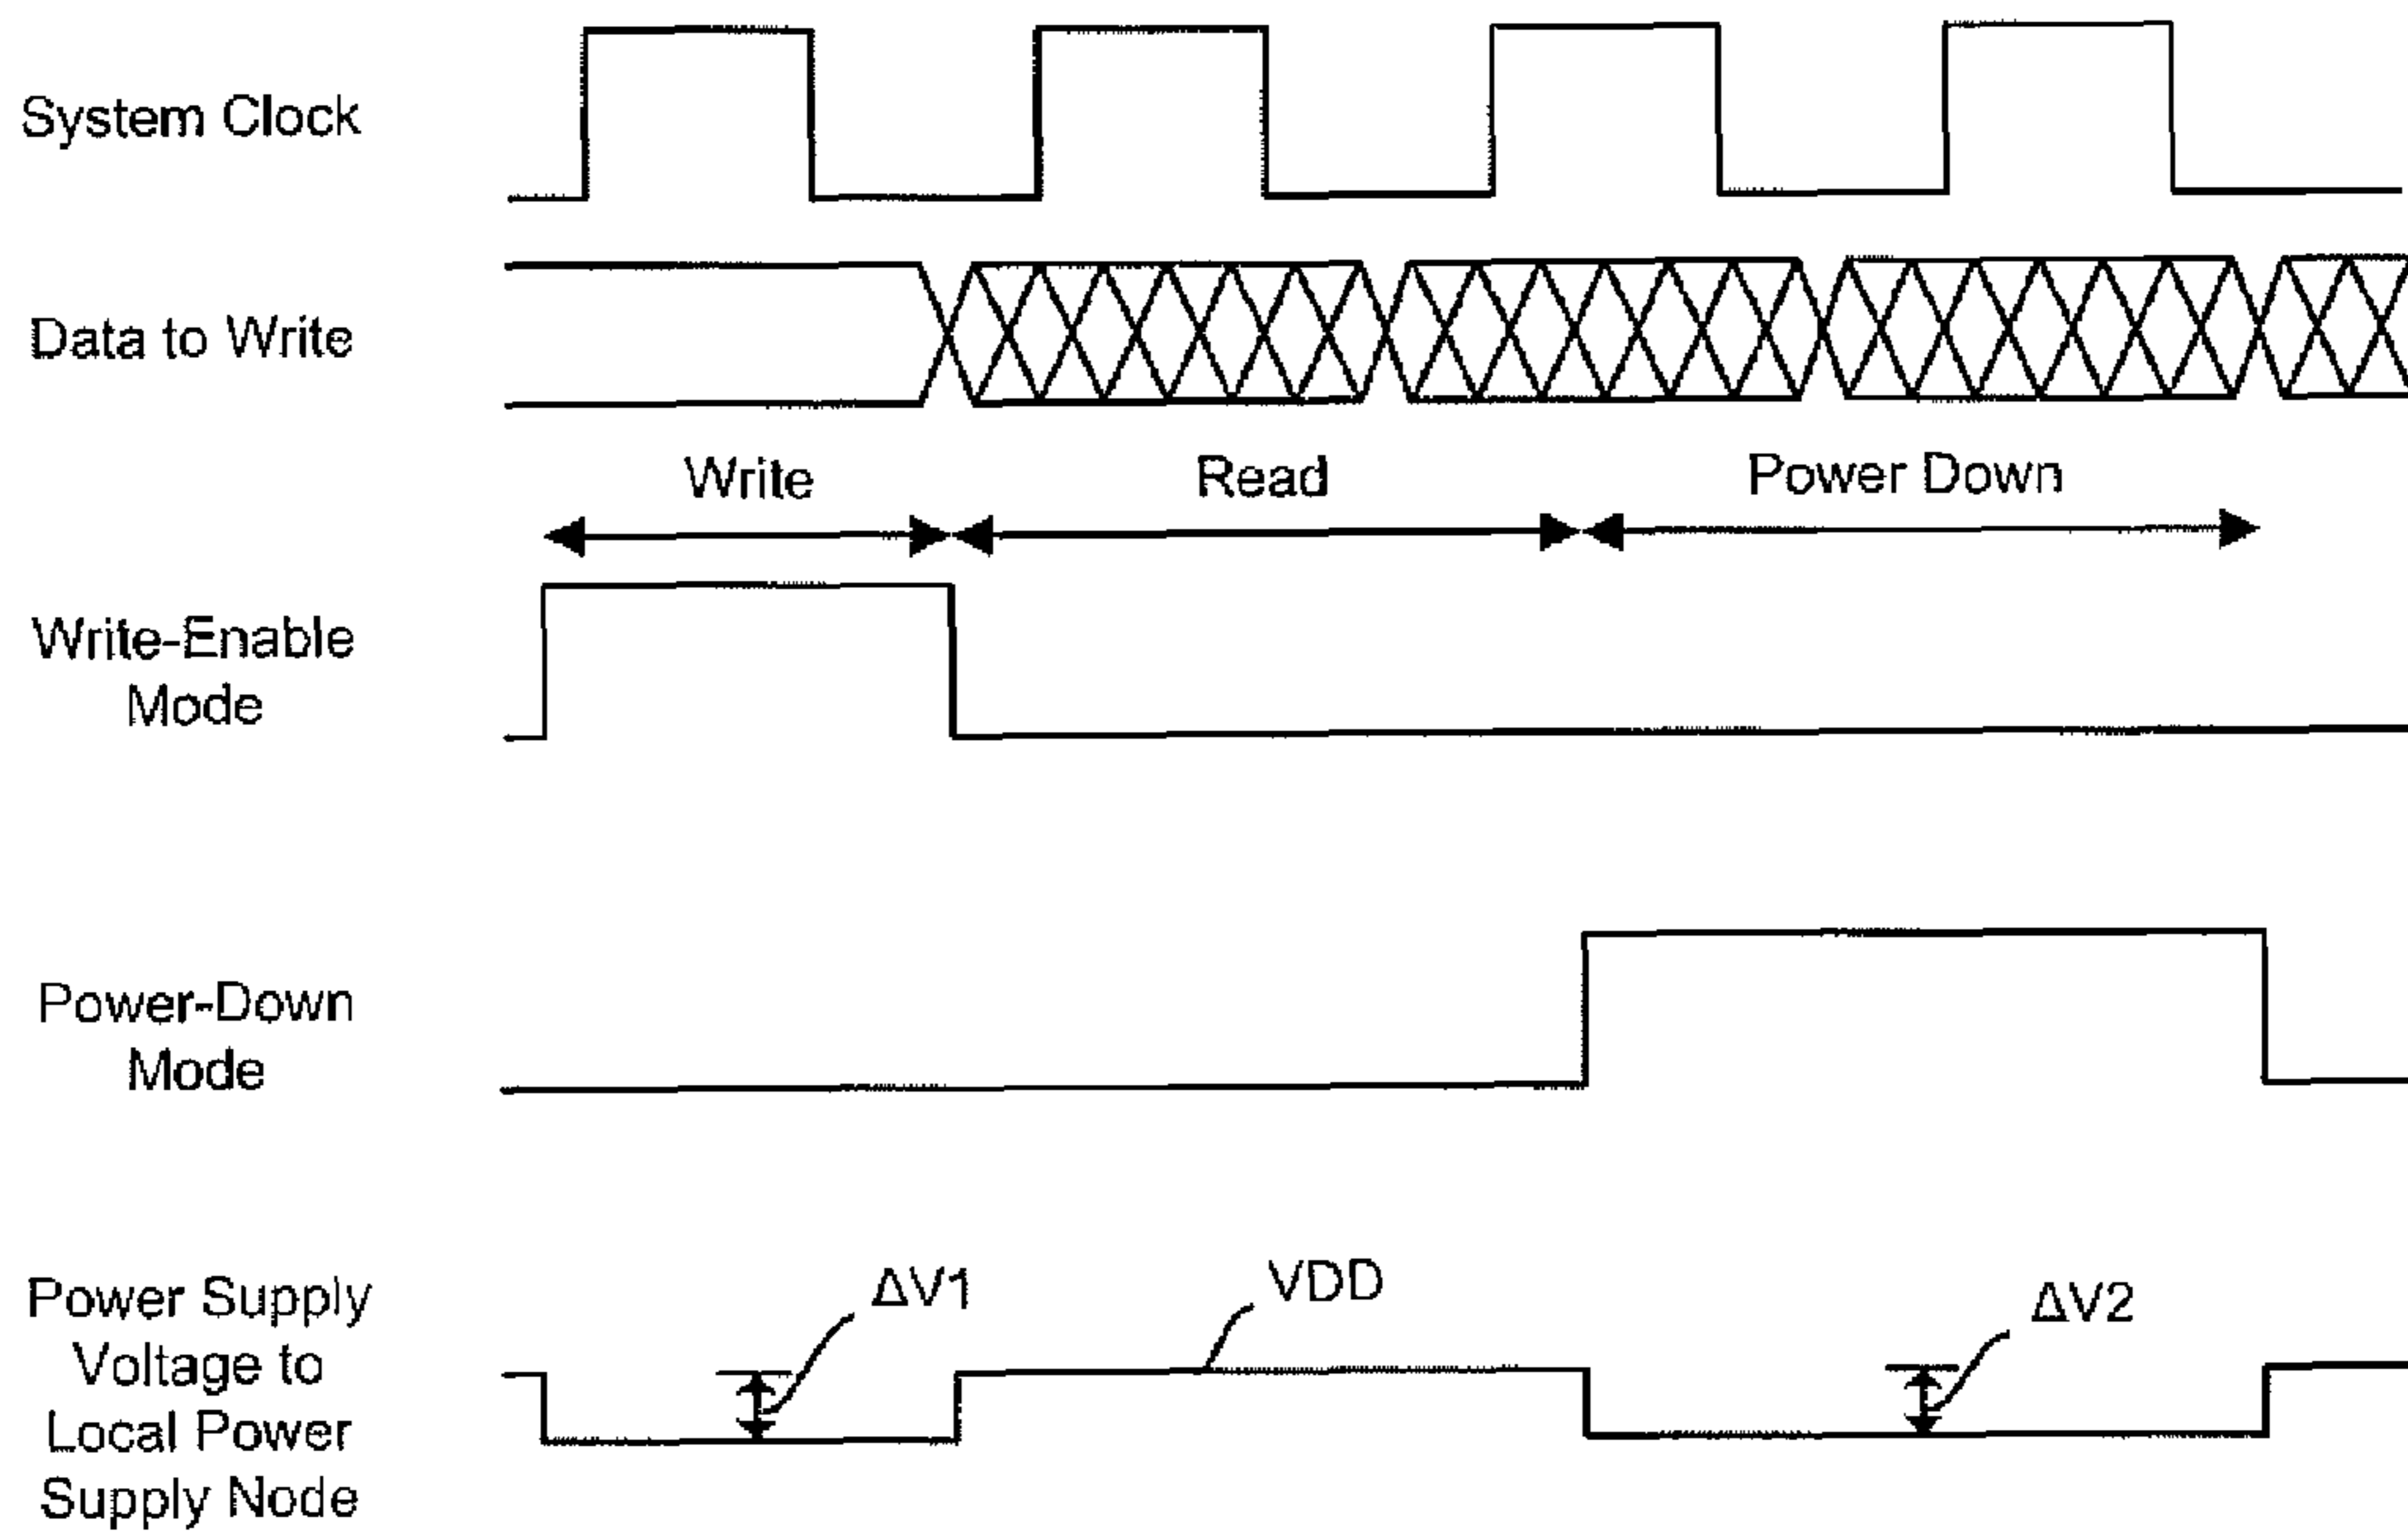 System Clock
Data to Write
Write
Read
Power Down
Write-Enable
Mode
Power-Down
Mode
Power Supply
Voltage to
Local Power
Supply Node
ΔV1
VDD
ΔV2